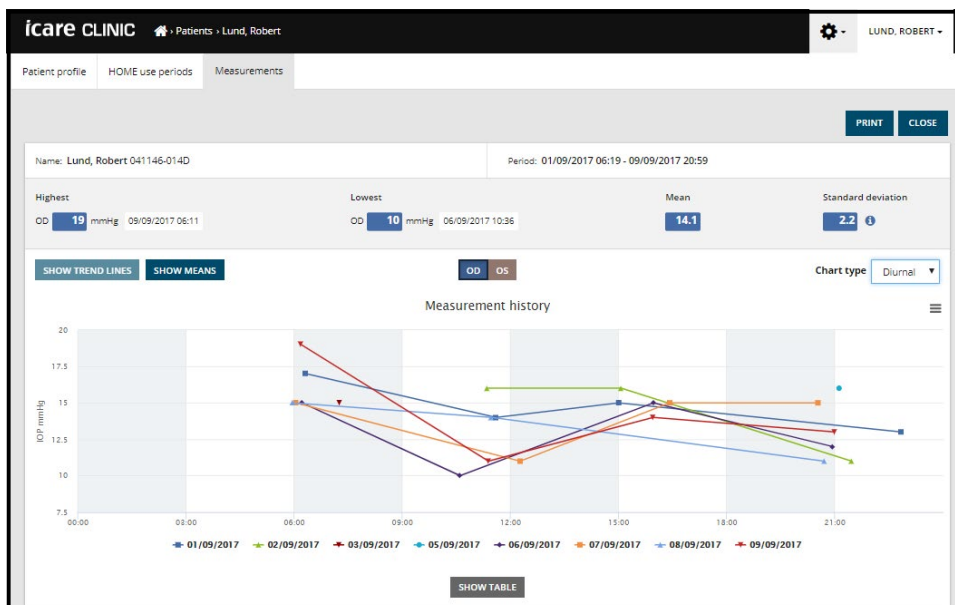 icare CLINIC › Patients › Lund, Robert LUND, ROBERT
Patient profile HOME use periods Measurements
PRINT CLOSE
Name: Lund, Robert 041146-014D Period: 01/09/2017 06:19 - 09/09/2017 20:59
Highest Lowest Mean Standard deviation
OD 19 mmHg 09/09/2017 06:11 OD 10 mmHg 06/09/2017 10:36 14.1 2.2 i
SHOW TREND LINES SHOW MEANS OD OS Chart type Diurnal
Measurement history
20
17.5
15
12.5
10
7.5
IOP mmHg
00:00 03:00 06:00 09:00 12:00 15:00 18:00 21:00
01/09/2017 02/09/2017 03/09/2017 05/09/2017 06/09/2017 07/09/2017 08/09/2017 09/09/2017
SHOW TABLE